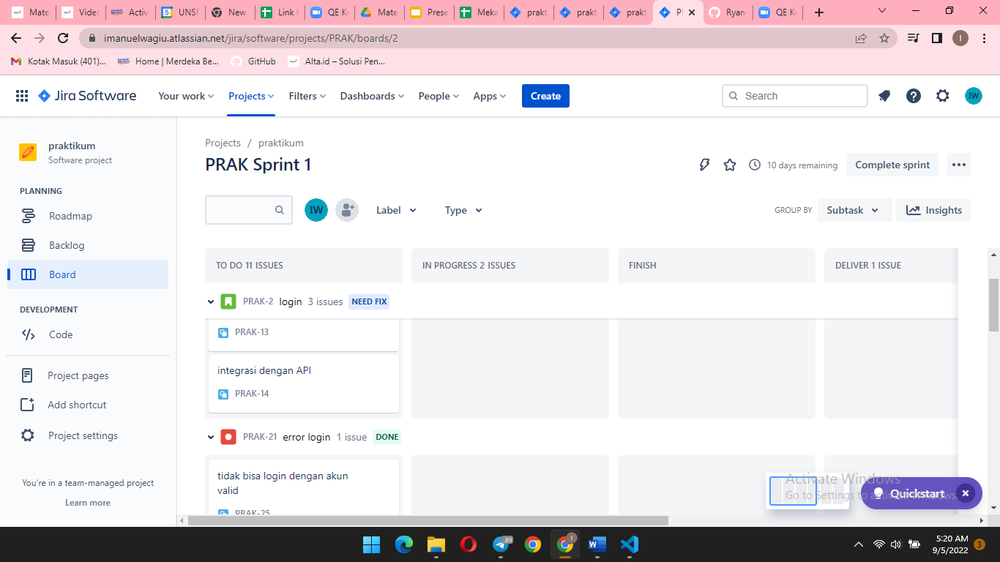 Mate
Video
Activ
UNSF
New
Link F
QE K
Mate
Prese
Meka
prakt
prakt
prakt
Ryan
QE K
imanuelwagiu.atlassian.net/jira/software/projects/PRAK/boards/2
I
Kotak Masuk (401)...
Home | Merdeka Be...
GitHub
Alta.id – Solusi Pen...
Jira Software
Your work
Projects
Filters
Dashboards
People
Apps
Create
Search
IW
praktikum
Software project
PLANNING
Roadmap
Backlog
Board
DEVELOPMENT
Code
Project pages
Add shortcut
Project settings
You're in a team-managed project
Learn more
Projects / praktikum
PRAK Sprint 1
10 days remaining
Complete sprint
IW
Label
Type
GROUP BY
Subtask
Insights
TO DO 11 ISSUES
IN PROGRESS 2 ISSUES
FINISH
DELIVER 1 ISSUE
PRAK-2 login 3 issues NEED FIX
PRAK-13
integrasi dengan API
PRAK-14
PRAK-21 error login 1 issue DONE
tidak bisa login dengan akun
valid
PRAK-25
Activate Windows
Go to Settings to activate Windows.
Quickstart
89
I
5:20 AM
9/5/2022
3